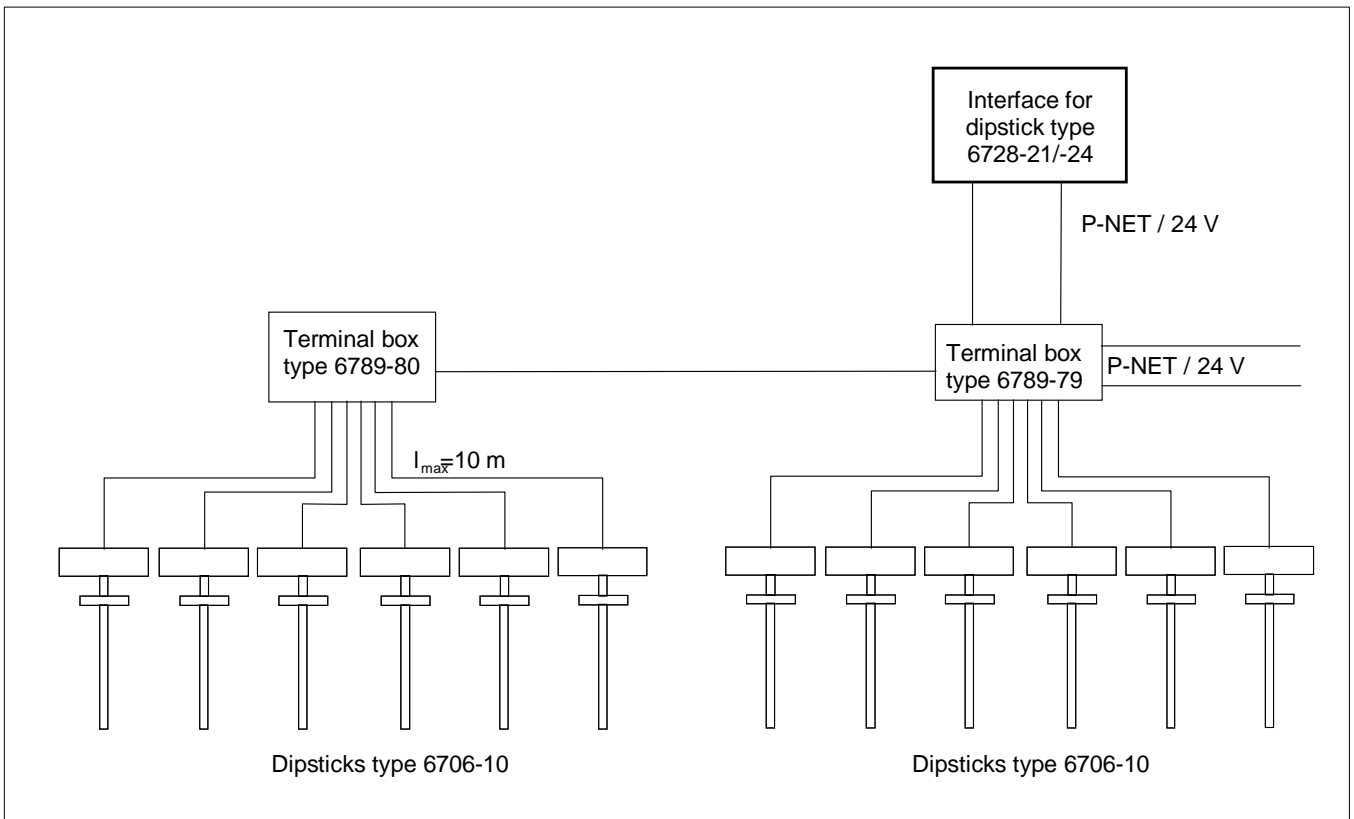 Interface for
dipstick type
6728-21/-24
P-NET / 24 V
Terminal box
type 6789-80
Terminal box
type 6789-79
P-NET / 24 V
lmax=10 m
Dipsticks type 6706-10
Dipsticks type 6706-10